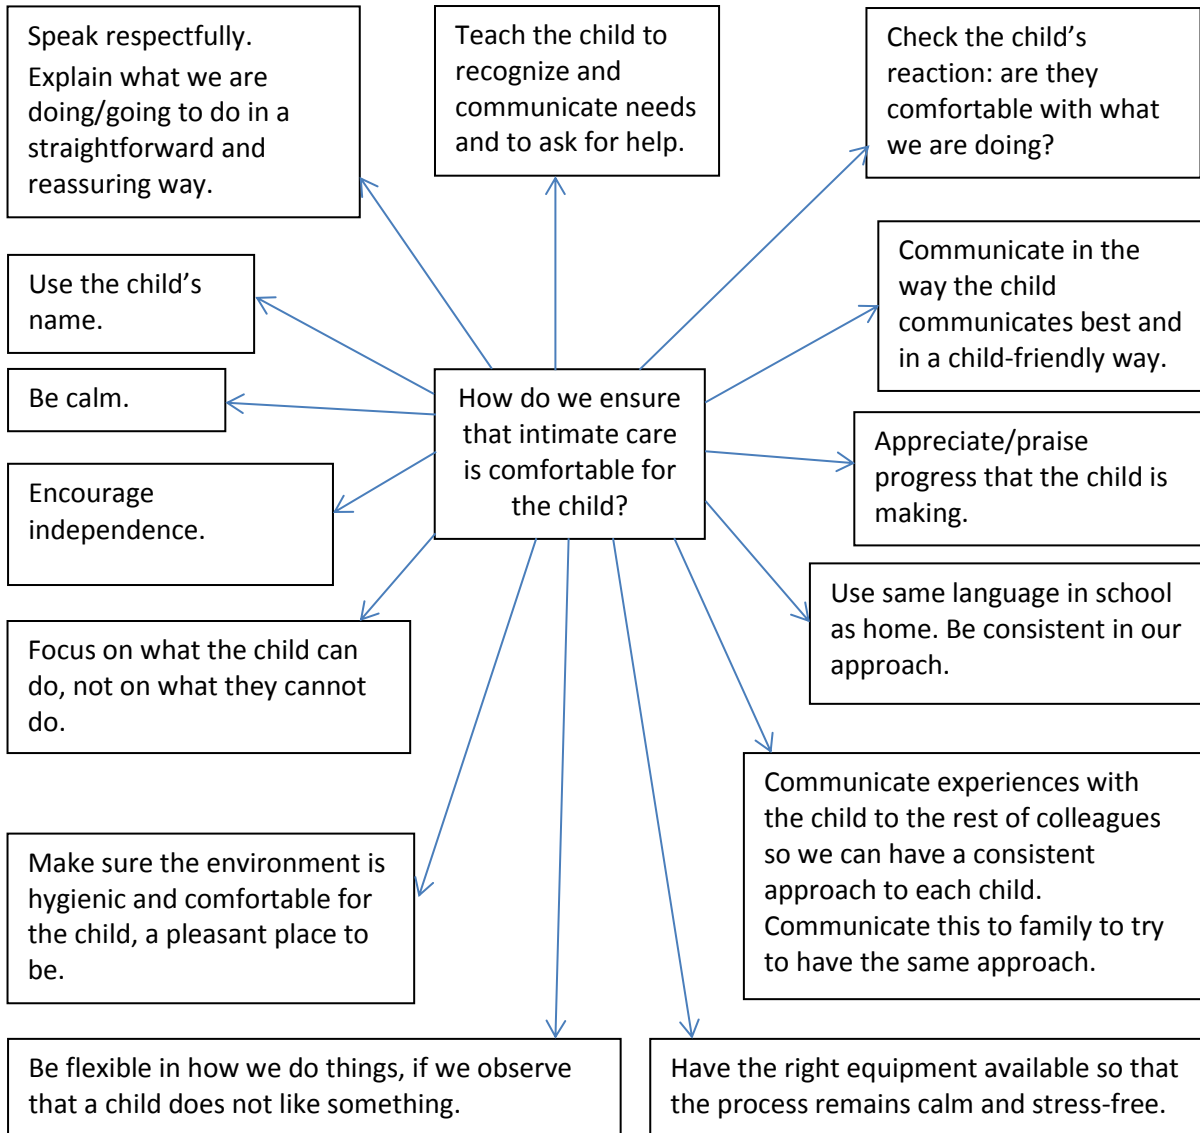 Speak respectfully.
Explain what we are
doing/going to do in a
straightforward and
reassuring way.
Teach the child to
recognize and
communicate needs
and to ask for help.
Check the child’s
reaction: are they
comfortable with what
we are doing?
Use the child’s
name.
Communicate in the
way the child
communicates best and
in a child-friendly way.
Be calm.
How do we ensure
that intimate care
is comfortable for
the child?
Appreciate/praise
progress that the child is
making.
Encourage
independence.
Use same language in school
as home. Be consistent in our
approach.
Focus on what the child can
do, not on what they cannot
do.
Communicate experiences with
the child to the rest of colleagues
so we can have a consistent
approach to each child.
Communicate this to family to try
to have the same approach.
Make sure the environment is
hygienic and comfortable for
the child, a pleasant place to
be.
Be flexible in how we do things, if we observe
that a child does not like something.
Have the right equipment available so that
the process remains calm and stress-free.